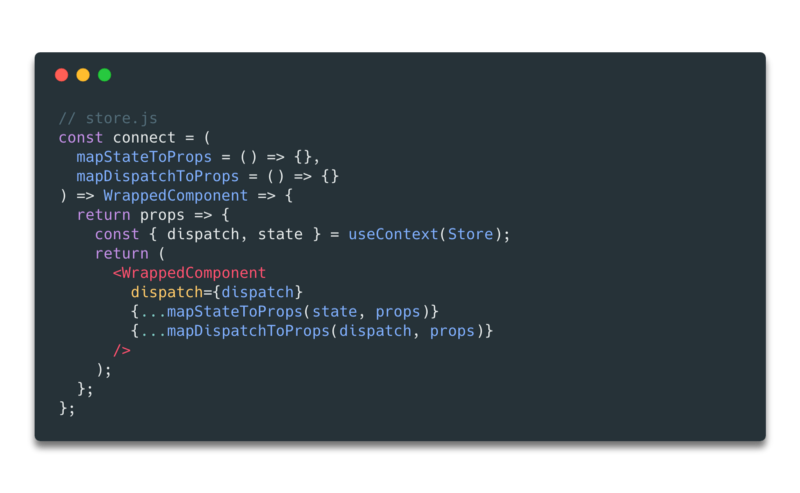 // store.js
const connect = (
  mapStateToProps = () => {},
  mapDispatchToProps = () => {}
) => WrappedComponent => {
  return props => {
    const { dispatch, state } = useContext(Store);
    return (
      <WrappedComponent
        dispatch={dispatch}
        {...mapStateToProps(state, props)}
        {...mapDispatchToProps(dispatch, props)}
      />
    );
  };
};